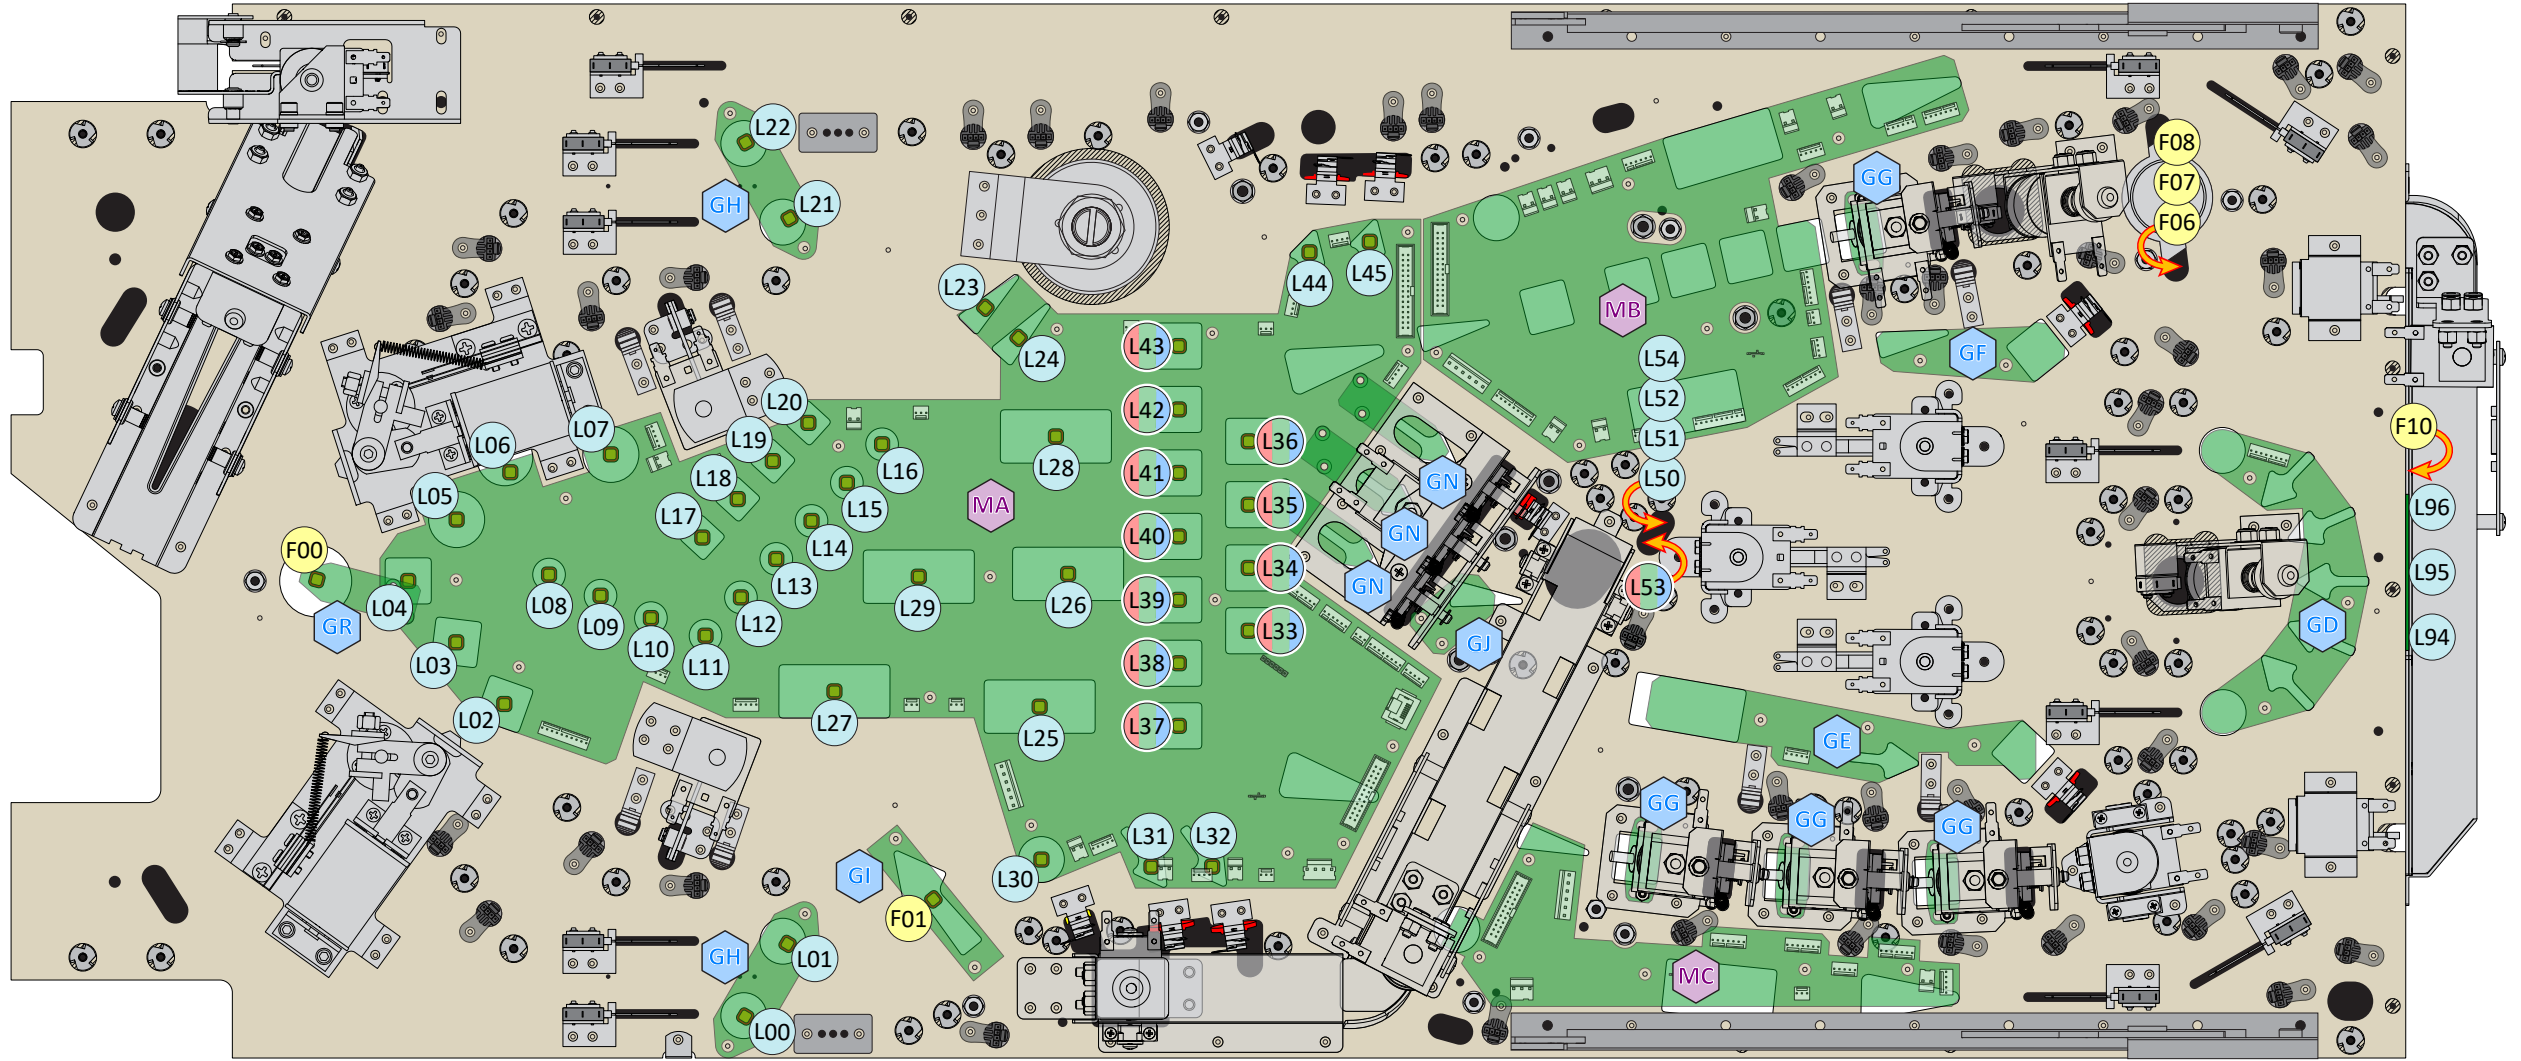 L22
F08
GG
F07
L21
GH
F06
L45
L44
L23
MB
L43
L24
GF
L54
L20
L42
L52
F10
L07
L19
L51
L36
L06
L16
L28
L41
L18
L50
GN
L05
L15
L35
MA
L96
L17
GN
L40
L14
F00
L34
L95
L08
L13
GN
L53
L04
L29
L26
L39
L09
L12
GR
L33
GD
L94
L10
L11
GJ
L03
L38
L02
L27
L37
L25
GE
GG
GG
GG
L31
L32
GI
L30
F01
GH
L01
MC
L00